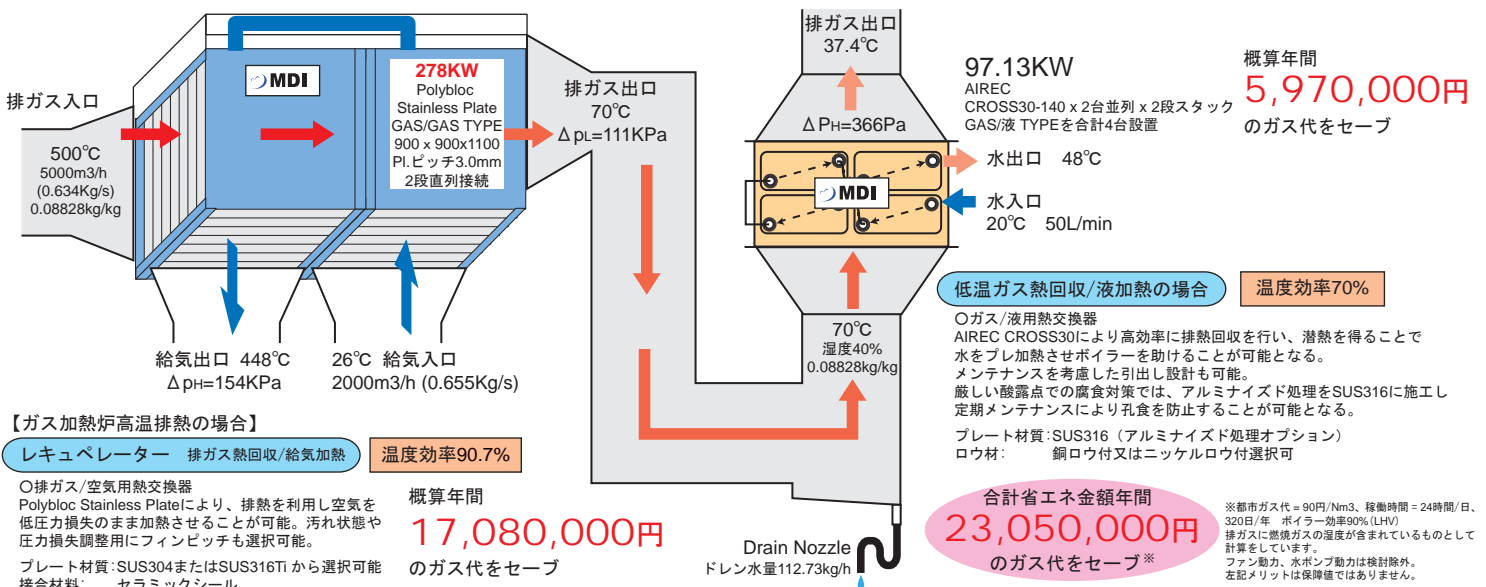 MDI
278KW
Polybloc
Stainless Plate
GAS/GAS TYPE
900 x 900x1100
Pl.ピッチ3.0mm
2段直列接続
排ガス入口
500℃
5000m3/h
(0.634Kg/s)
0.08828kg/kg
排ガス出口
70℃
ΔpL=111KPa
給気出口 448℃
ΔpH=154KPa
26℃ 給気入口
2000m3/h (0.655Kg/s)
【ガス加熱炉高温排熱の場合】
レキュペレーター 排ガス熱回収/給気加熱
温度効率90.7%
○排ガス/空気用熱交換器
Polybloc Stainless Plateにより、排熱を利用し空気を
低圧力損失のまま加熱させることが可能。汚れ状態や
圧力損失調整用にフィンピッチも選択可能。
プレート材質:SUS304またはSUS316Ti から選択可能
接合材料: セラミックシール
概算年間
17,080,000円
のガス代をセーブ
排ガス出口
37.4℃
ΔPH=366Pa
MDI
97.13KW
AIREC
CROSS30-140 x 2台並列 x 2段スタック
GAS/液 TYPEを合計4台設置
概算年間
5,970,000円
のガス代をセーブ
水出口 48℃
水入口
20℃ 50L/min
70℃
湿度40%
0.08828kg/kg
Drain Nozzle
ドレン水量112.73kg/h
低温ガス熱回収/液加熱の場合
温度効率70%
○ガス/液用熱交換器
AIREC CROSS30により高効率に排熱回収を行い、潜熱を得ることで
水をプレ加熱させボイラーを助けることが可能となる。
メンテナンスを考慮した引出し設計も可能。
厳しい酸露点での腐食対策では、アルミナイズド処理をSUS316に施工し
定期メンテナンスにより孔食を防止することが可能となる。
プレート材質:SUS316(アルミナイズド処理オプション)
ロウ材: 銅ロウ付又はニッケルロウ付選択可
合計省エネ金額年間
23,050,000円
のガス代をセーブ※
※都市ガス代 = 90円/Nm3、稼働時間 = 24時間/日、
320日/年 ボイラー効率90%(LHV)
排ガスに燃焼ガスの湿度が含まれているものとして
計算をしています。
ファン動力、水ポンプ動力は検討除外。
左記メリットは保障値ではありません。